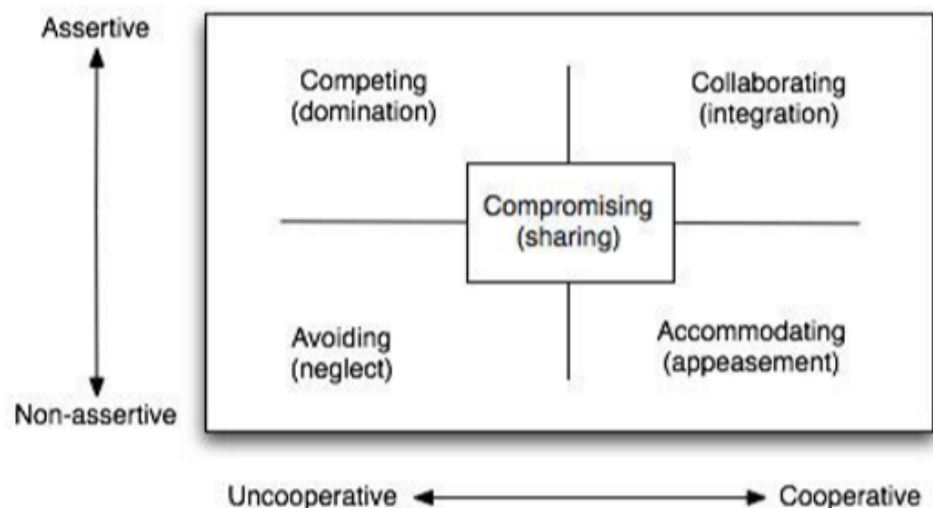 Assertive
Competing
(domination)
Collaborating
(integration)
Compromising
(sharing)
Avoiding
(neglect)
Accommodating
(appeasement)
Non-assertive
Uncooperative
Cooperative